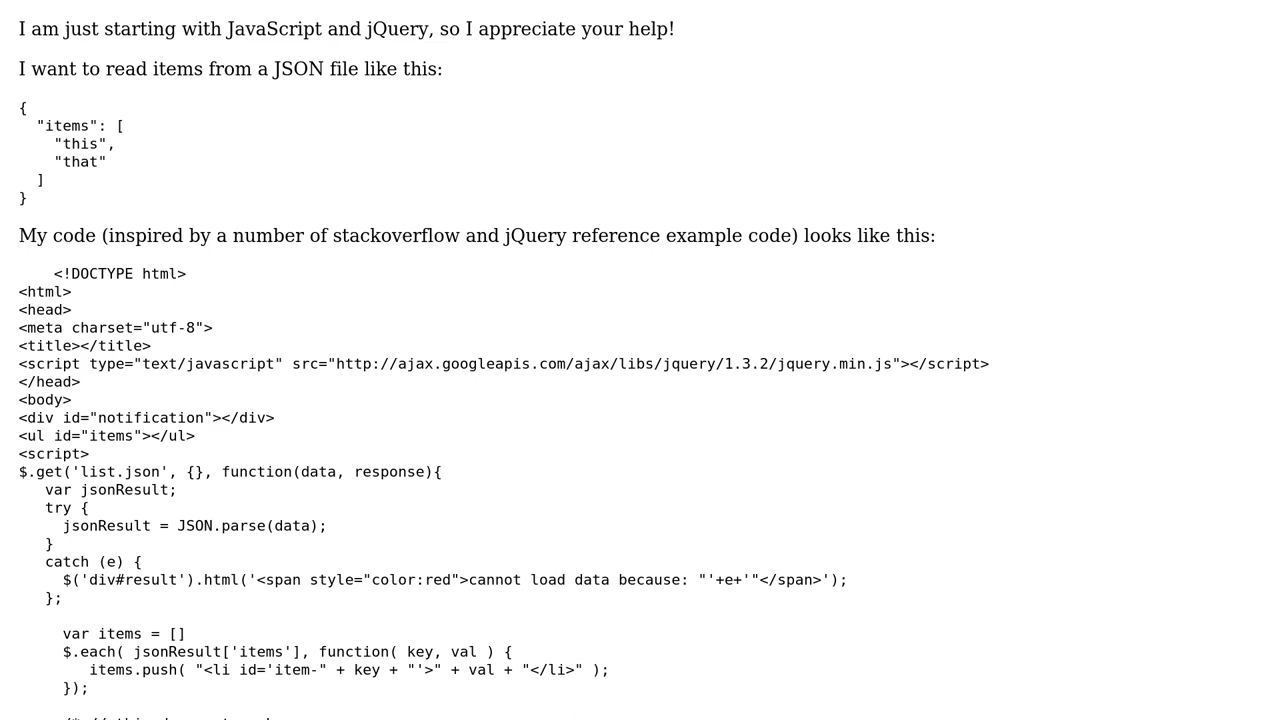 I am just starting with JavaScript and jQuery, so I appreciate your help!
I want to read items from a JSON file like this:
{
  "items": [
    "this",
    "that"
  ]
}
My code (inspired by a number of stackoverflow and jQuery reference example code) looks like this:
    <!DOCTYPE html>
<html>
<head>
<meta charset="utf-8">
<title></title>
<script type="text/javascript" src="http://ajax.googleapis.com/ajax/libs/jquery/1.3.2/jquery.min.js"></script>
</head>
<body>
<div id="notification"></div>
<ul id="items"></ul>
<script>
$.get('list.json', {}, function(data, response){
   var jsonResult;
   try {
     jsonResult = JSON.parse(data);
   }
   catch (e) {
     $('div#result').html('<span style="color:red">cannot load data because: "'+e+'"</span>');
   };

     var items = []
     $.each( jsonResult['items'], function( key, val ) {
        items.push( "<li id='item-" + key + "'>" + val + "</li>" );
     });